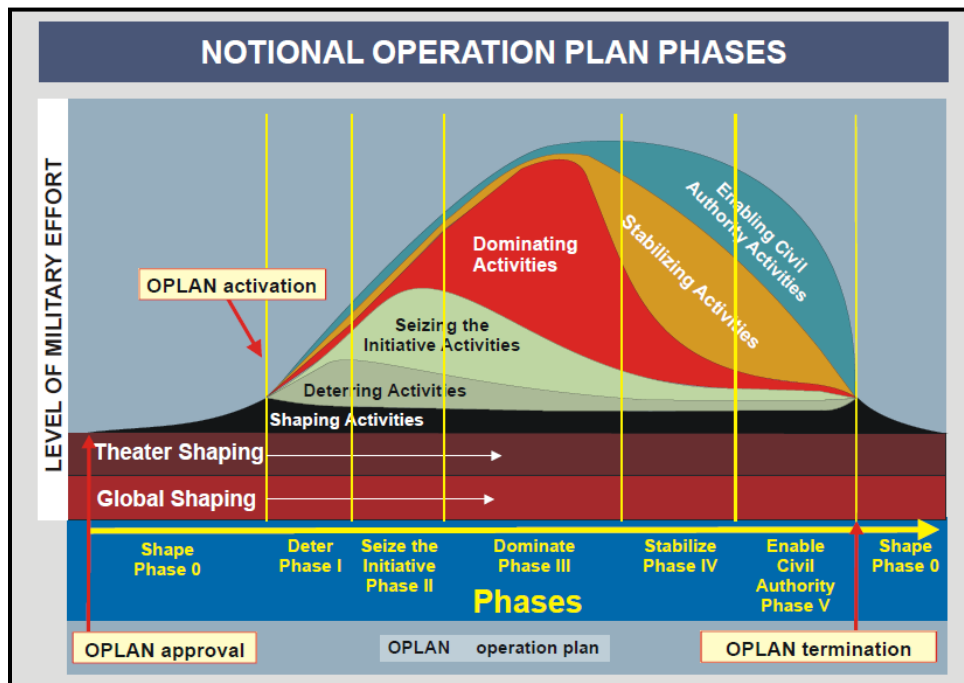 NOTIONAL OPERATION PLAN PHASES
LEVEL OF MILITARY EFFORT
OPLAN activation
Enabling Civil
Authority Activities
Stabilizing Activities
Dominating
Activities
Seizing the
Initiative Activities
Deterring Activities
Shaping Activities
Theater Shaping
Global Shaping
Shape
Phase 0
Deter
Phase I
Seize the
Initiative
Phase II
Dominate
Phase III
Stabilize
Phase IV
Enable
Civil
Authority
Phase V
Shape
Phase 0
Phases
OPLAN approval
OPLAN operation plan
OPLAN termination